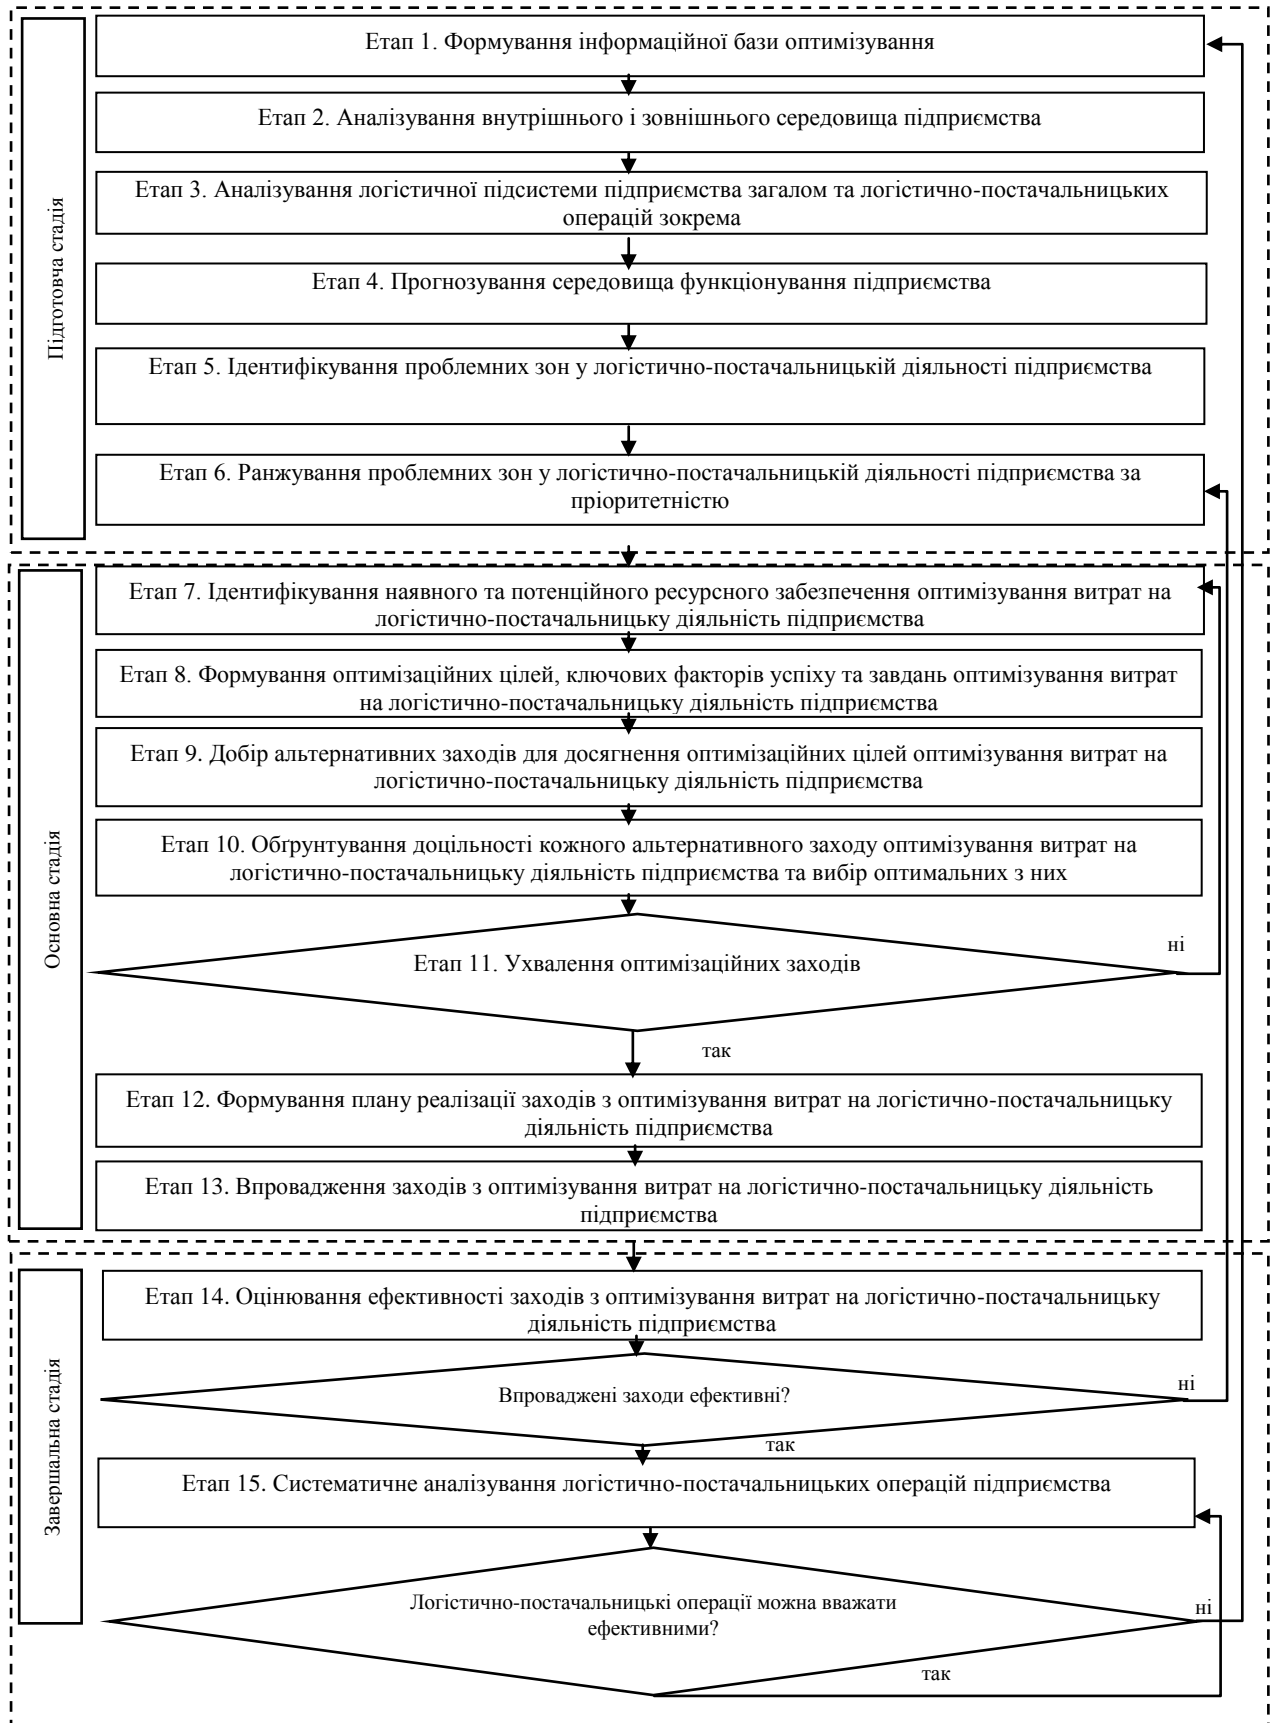 Підготовча стадія
Етап 1. Формування інформаційної бази оптимізування
Етап 2. Аналізування внутрішнього і зовнішнього середовища підприємства
Етап 3. Аналізування логістичної підсистеми підприємства загалом та логістично-постачальницьких
операцій зокрема
Етап 4. Прогнозування середовища функціонування підприємства
Етап 5. Ідентифікування проблемних зон у логістично-постачальницькій діяльності підприємства
Етап 6. Ранжування проблемних зон у логістично-постачальницькій діяльності підприємства за
пріоритетністю
Основна стадія
Етап 7. Ідентифікування наявного та потенційного ресурсного забезпечення оптимізування витрат на
логістично-постачальницьку діяльність підприємства
Етап 8. Формування оптимізаційних цілей, ключових факторів успіху та завдань оптимізування витрат
на логістично-постачальницьку діяльність підприємства
Етап 9. Добір альтернативних заходів для досягнення оптимізаційних цілей оптимізування витрат на
логістично-постачальницьку діяльність підприємства
Етап 10. Обґрунтування доцільності кожного альтернативного заходу оптимізування витрат на
логістично-постачальницьку діяльність підприємства та вибір оптимальних з них
ні
Етап 11. Ухвалення оптимізаційних заходів
так
Етап 12. Формування плану реалізації заходів з оптимізування витрат на логістично-постачальницьку
діяльність підприємства
Етап 13. Впровадження заходів з оптимізування витрат на логістично-постачальницьку діяльність
підприємства
Завершальна стадія
Етап 14. Оцінювання ефективності заходів з оптимізування витрат на логістично-постачальницьку
діяльність підприємства
Впроваджені заходи ефективні?
ні
так
Етап 15. Систематичне аналізування логістично-постачальницьких операцій підприємства
Логістично-постачальницькі операції можна вважати
ефективними?
ні
так